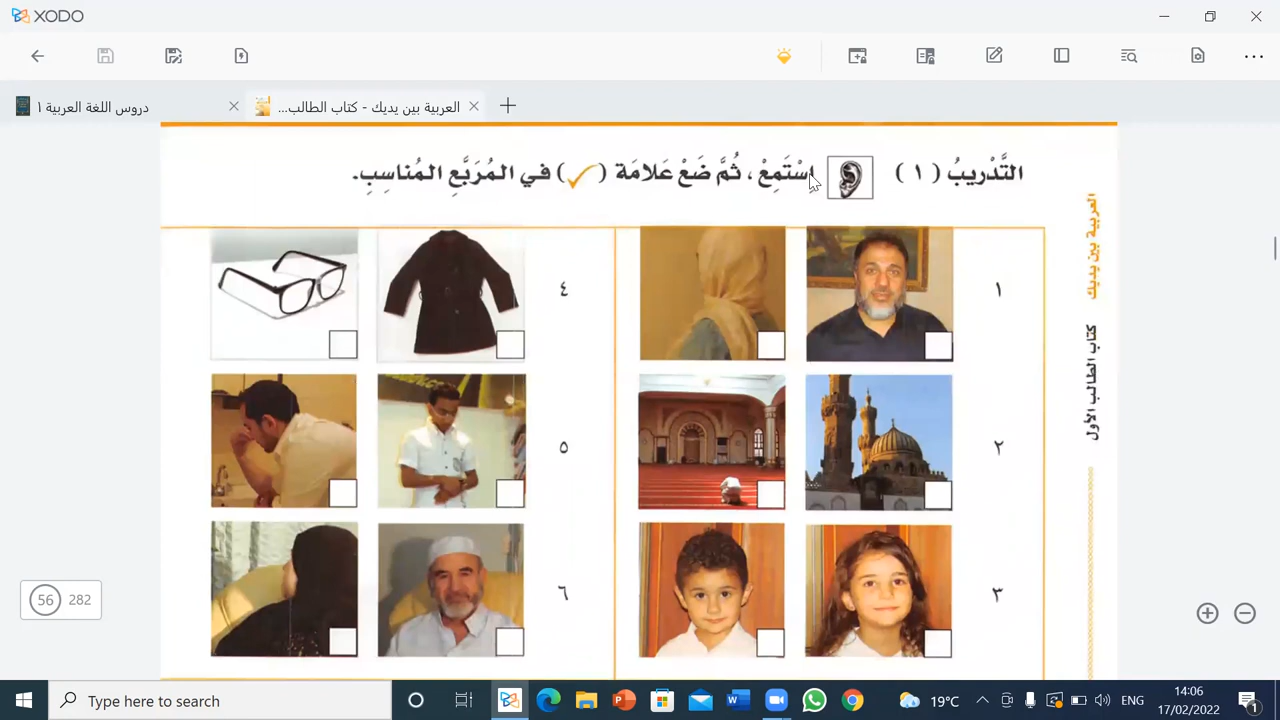 XODO
دروس اللغة العربية ١
العربية بين يديك - كتاب الطالب...
التَّدْرِيبُ ( ١ ) اِسْتَمِعْ ، ثُمَّ ضَعْ عَلامَة ( ✓ ) في المُرَبَّعِ المُناسِبِ.
١
٤
٢
٥
٣
٦
العربية بين يديك
كتاب الطالب الأول
56 282
Type here to search
19°C
ENG
14:06
17/02/2022
1